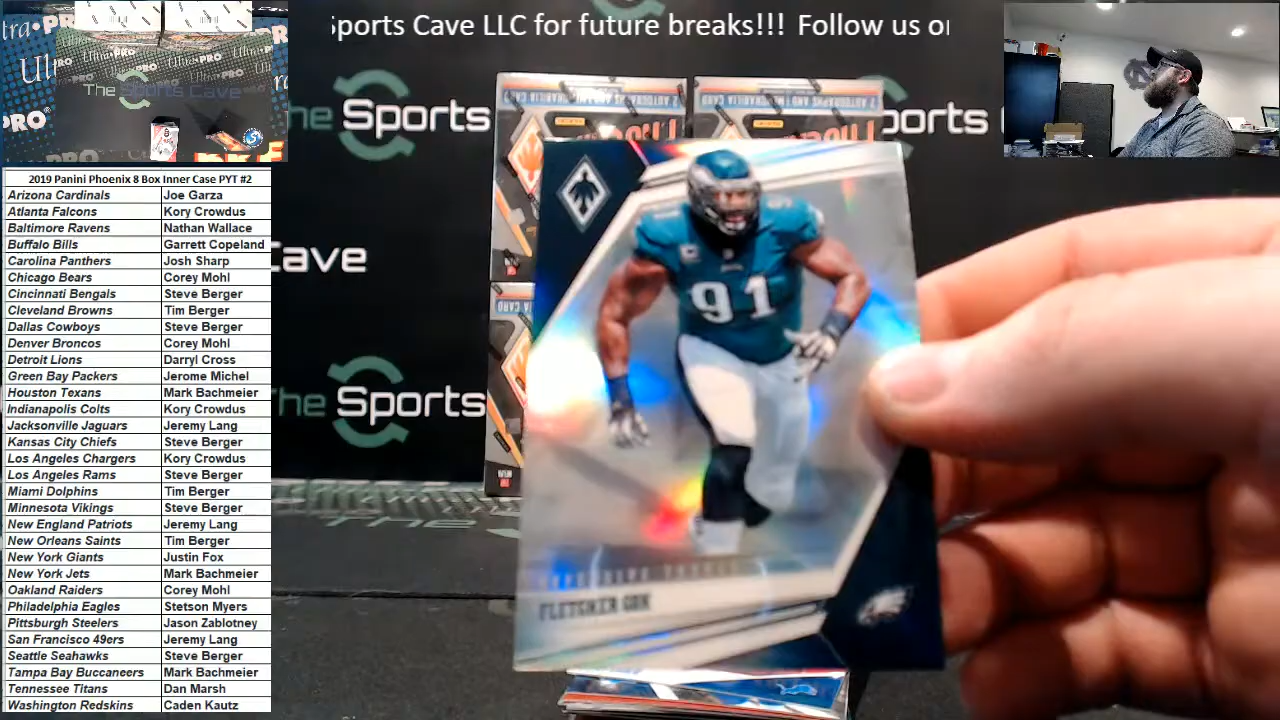 Sports Cave LLC for future breaks!!! Follow us o
Ultra PRO
The Sports Cave
PRO
2019 Panini Phoenix 8 Box Inner Case PYT #2
Arizona Cardinals Joe Garza
Atlanta Falcons Kory Crowdus
Baltimore Ravens Nathan Wallace
Buffalo Bills Garrett Copeland
Carolina Panthers Josh Sharp
Chicago Bears Corey Mohl
Cincinnati Bengals Steve Berger
Cleveland Browns Tim Berger
Dallas Cowboys Steve Berger
Denver Broncos Corey Mohl
Detroit Lions Darryl Cross
Green Bay Packers Jerome Michel
Houston Texans Mark Bachmeier
Indianapolis Colts Kory Crowdus
Jacksonville Jaguars Jeremy Lang
Kansas City Chiefs Steve Berger
Los Angeles Chargers Kory Crowdus
Los Angeles Rams Steve Berger
Miami Dolphins Tim Berger
Minnesota Vikings Steve Berger
New England Patriots Jeremy Lang
New Orleans Saints Tim Berger
New York Giants Justin Fox
New York Jets Mark Bachmeier
Oakland Raiders Corey Mohl
Philadelphia Eagles Stetson Myers
Pittsburgh Steelers Jason Zablotney
San Francisco 49ers Jeremy Lang
Seattle Seahawks Steve Berger
Tampa Bay Buccaneers Mark Bachmeier
Tennessee Titans Dan Marsh
Washington Redskins Caden Kautz
The Sports
Cave
The Sports
91
FLETCHER COX